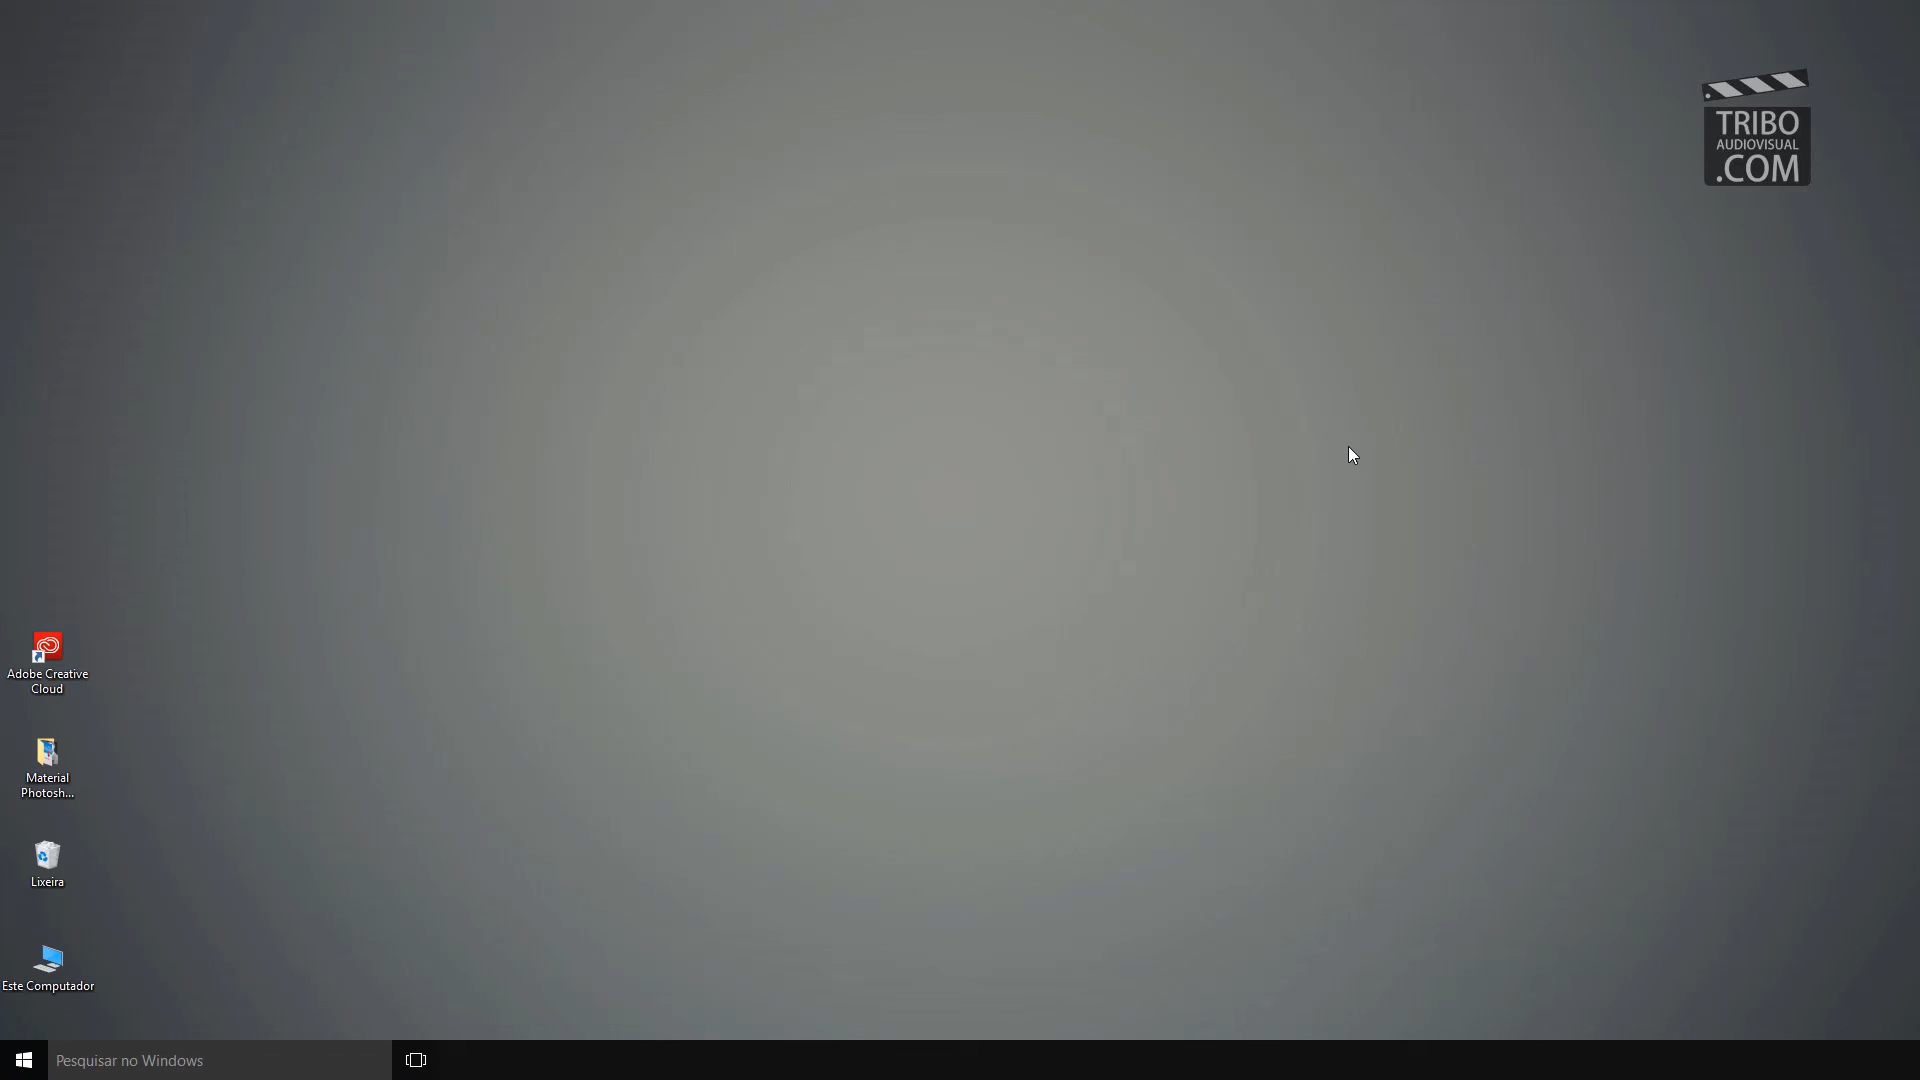 TRIBO
AUDIOVISUAL
.COM
Adobe Creative
Cloud
Material
Photosh...
Lixeira
Este Computador
Pesquisar no Windows